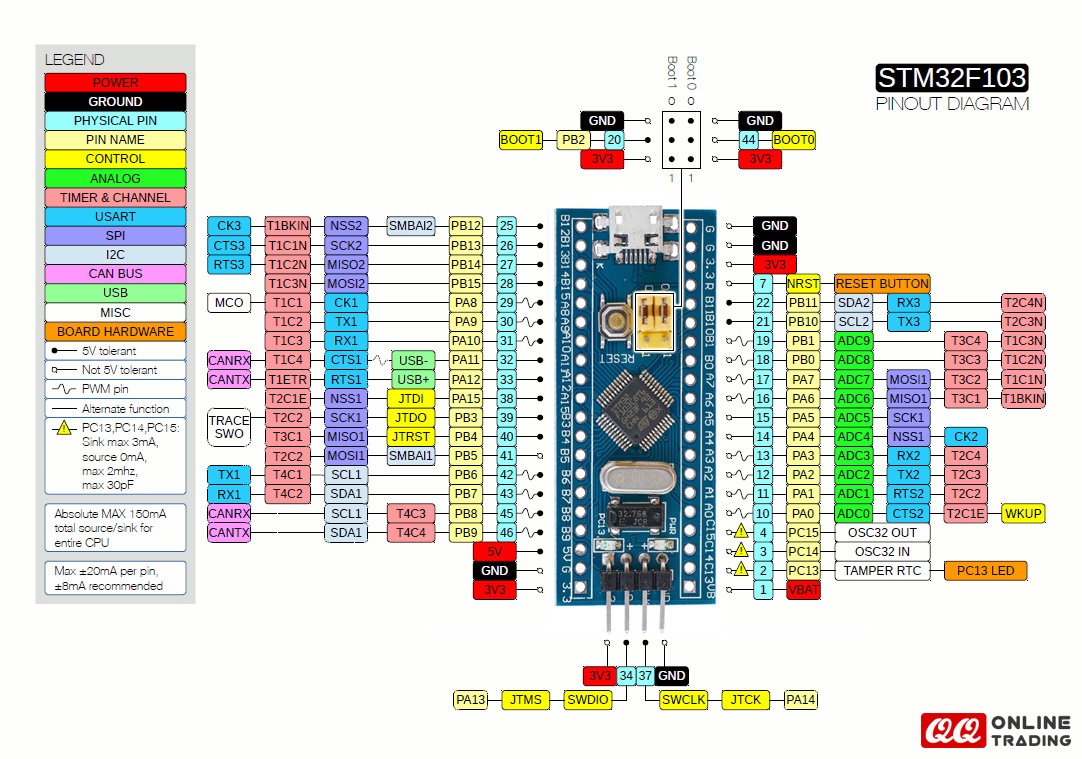 LEGEND
POWER
GROUND
PHYSICAL PIN
PIN NAME
CONTROL
ANALOG
TIMER & CHANNEL
USART
SPI
I2C
CAN BUS
USB
MISC
BOARD HARDWARE
5V tolerant
Not 5V tolerant
PWM pin
Alternate function
PC13,PC14,PC15:
Sink max 3mA,
source 0mA,
max 2mhz,
max 30pF
Absolute MAX 150mA
total source/sink for
entire CPU
Max ±20mA per pin,
±8mA recommended
STM32F103
PINOUT DIAGRAM
Boot 1 Boot 0
GND GND
BOOT1 PB2 20 44 BOOT0
3V3 3V3
1 1
CK3 T1BKIN NSS2 SMBAI2 PB12 25
CTS3 T1C1N SCK2 PB13 26
RTS3 T1C2N MISO2 PB14 27
T1C3N MOSI2 PB15 28
MCO T1C1 CK1 PA8 29
T1C2 TX1 PA9 30
T1C3 RX1 PA10 31
CANRX T1C4 CTS1 USB- PA11 32
CANTX T1ETR RTS1 USB+ PA12 33
T2C1E NSS1 JTDI PA15 38
TRACE
SWO
T2C2 SCK1 JTDO PB3 39
T3C1 MISO1 JTRST PB4 40
T2C2 MOSI1 SMBAI1 PB5 41
TX1 T4C1 SCL1 PB6 42
RX1 T4C2 SDA1 PB7 43
CANRX SCL1 T4C3 PB8 45
CANTX SDA1 T4C4 PB9 46
5V
GND
3V3
B12 B13 B14 B15 A8 A9 A10 A11 A12 A15 B3 B4 B5 B6 B7 B8 B9 5V G 3.3
RESET
32.768
JCR
PC13 PWR
G G 3.3 R B11 B10 B1 B0 A7 A6 A5 A4 A3 A2 A1 A0 C15 C14 C13 VB
GND
GND
3V3
7 NRST RESET BUTTON
22 PB11 SDA2 RX3 T2C4N
21 PB10 SCL2 TX3 T2C3N
19 PB1 ADC9 T3C4 T1C3N
18 PB0 ADC8 T3C3 T1C2N
17 PA7 ADC7 MOSI1 T3C2 T1C1N
16 PA6 ADC6 MISO1 T3C1 T1BKIN
15 PA5 ADC5 SCK1
14 PA4 ADC4 NSS1 CK2
13 PA3 ADC3 RX2 T2C4
12 PA2 ADC2 TX2 T2C3
11 PA1 ADC1 RTS2 T2C2
10 PA0 ADC0 CTS2 T2C1E WKUP
4 PC15 OSC32 OUT
3 PC14 OSC32 IN
2 PC13 TAMPER RTC PC13 LED
1 VBAT
3V3 34 37 GND
PA13 JTMS SWDIO SWCLK JTCK PA14
QQ ONLINE
TRADING